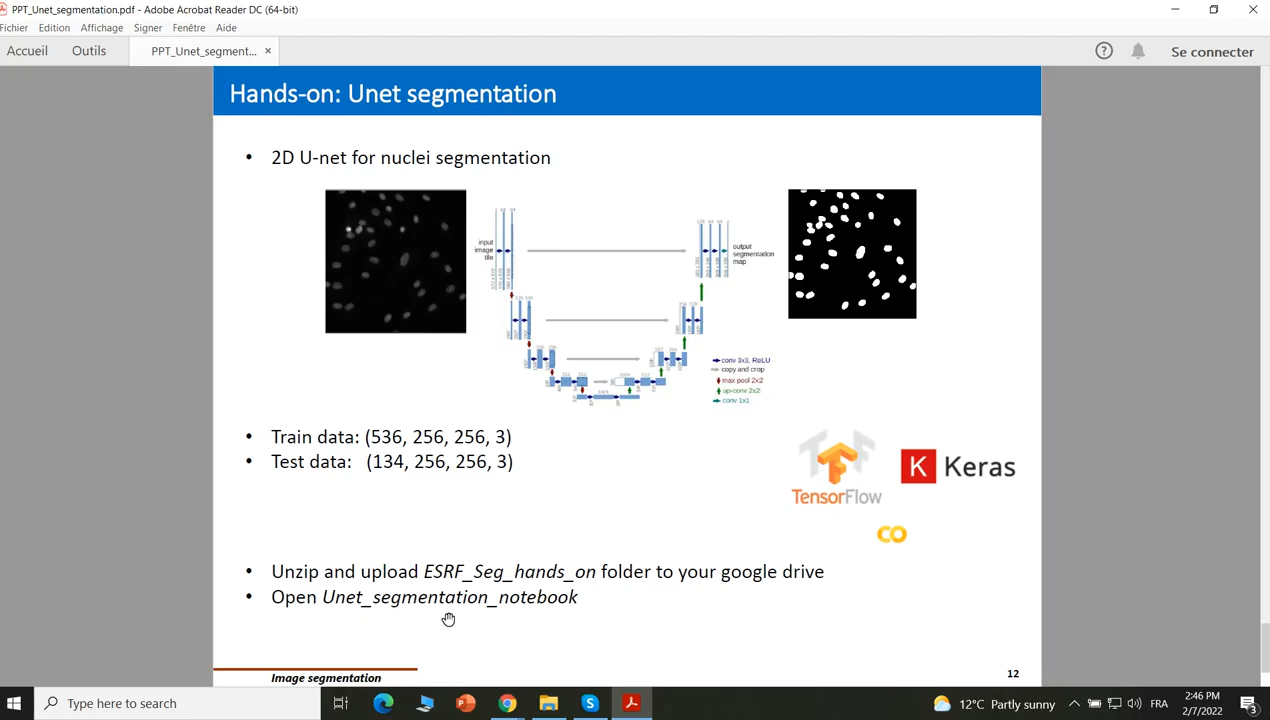 PPT_Unet_segmentation.pdf - Adobe Acrobat Reader DC (64-bit)
Fichier Edition Affichage Signer Fenêtre Aide
Accueil Outils PPT_Unet_segment... × Se connecter
Hands-on: Unet segmentation
• 2D U-net for nuclei segmentation
input
image
tile
output
segmentation
map
conv 3x3, ReLU
copy and crop
max pool 2x2
up-conv 2x2
conv 1x1
• Train data: (536, 256, 256, 3)
• Test data: (134, 256, 256, 3)
TensorFlow
K Keras
• Unzip and upload ESRF_Seg_hands_on folder to your google drive
• Open Unet_segmentation_notebook
Image segmentation
12
Type here to search
12°C Partly sunny
FRA
2:46 PM
2/7/2022
3